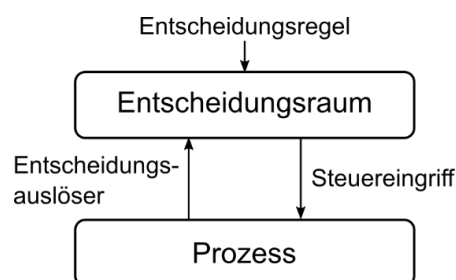 Entscheidungsregel
Entscheidungsraum
Entscheidungs-
auslöser
Steuereingriff
Prozess